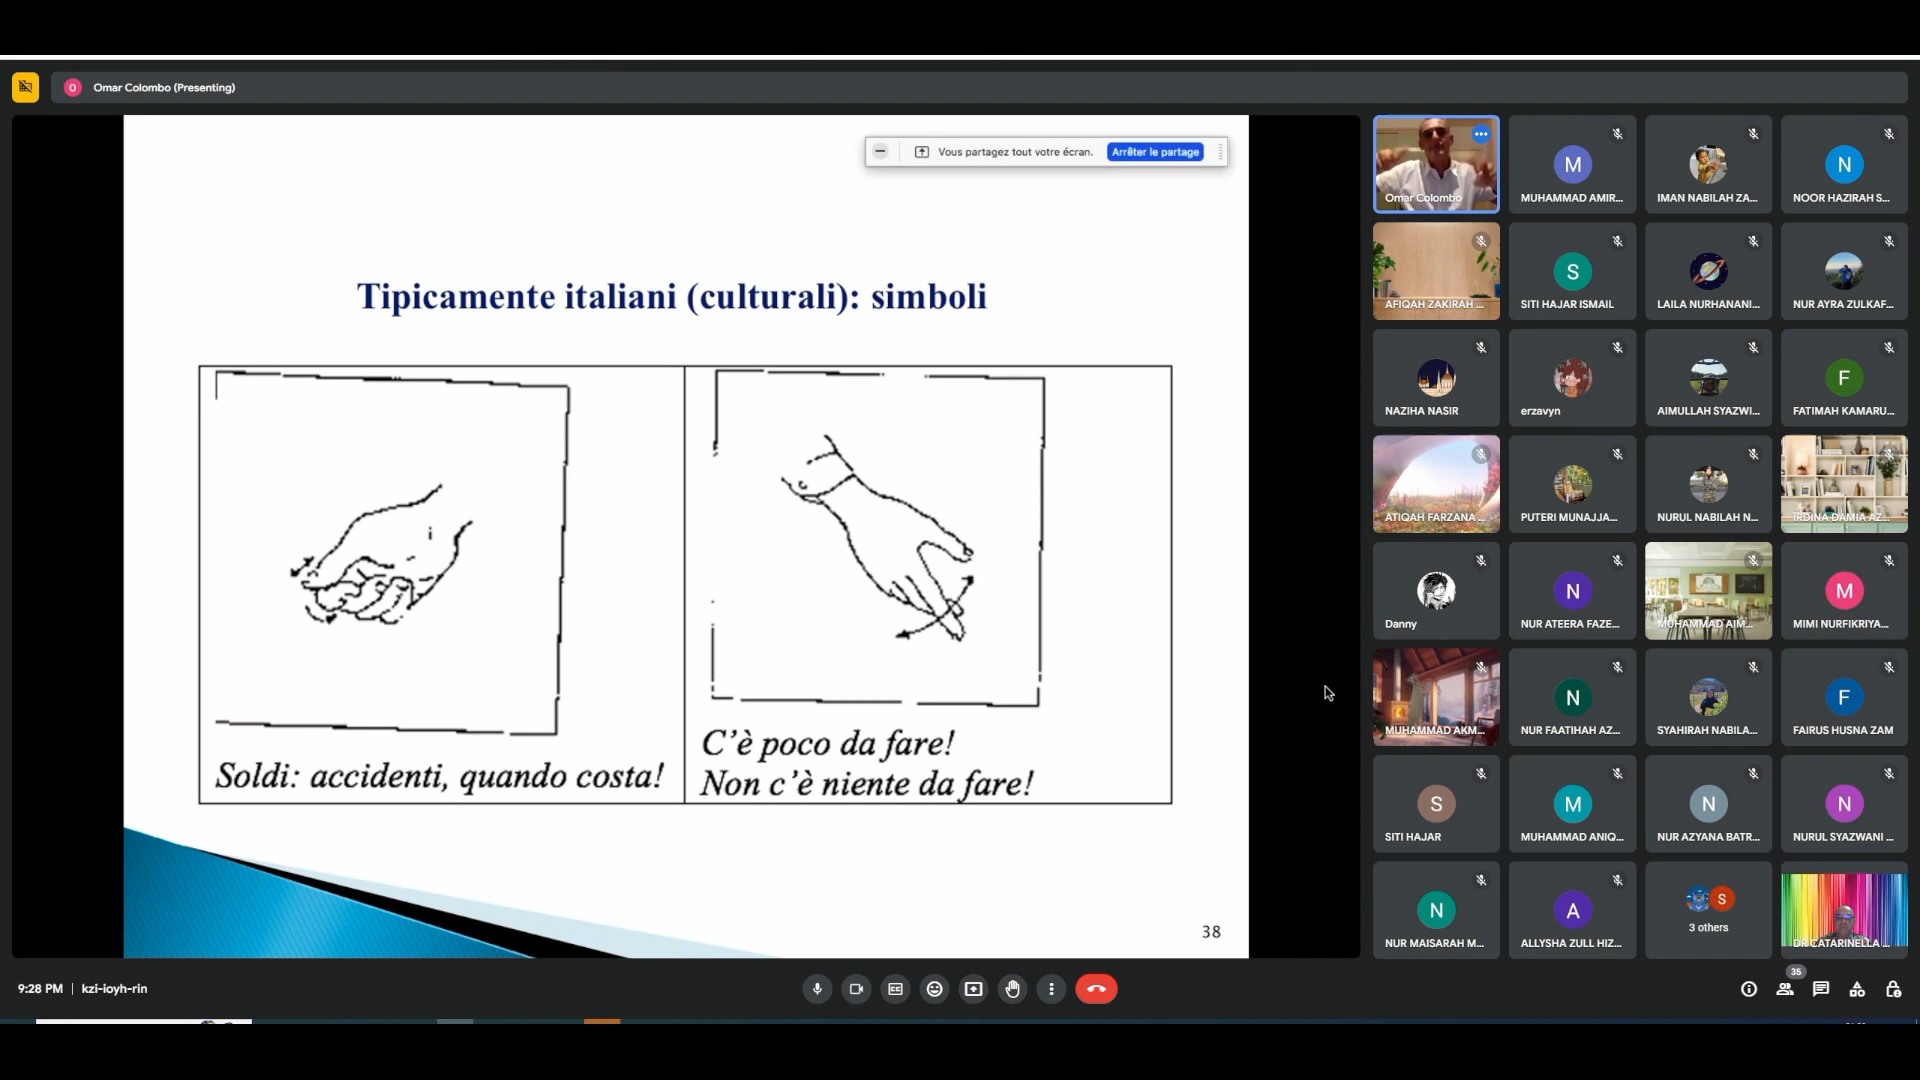 O Omar Colombo (Presenting)
Vous partagez tout votre écran. Arrêter le partage
Tipicamente italiani (culturali): simboli
Soldi: accidenti, quando costa!
C'è poco da fare!
Non c'è niente da fare!
38
Omar Colombo
M
MUHAMMAD AMIR...
IMAN NABILAH ZA...
N
NOOR HAZIRAH S...
AFIQAH ZAKIRAH ...
S
SITI HAJAR ISMAIL
LAILA NURHANANI...
NUR AYRA ZULKAF...
NAZIHA NASIR
erzavyn
AIMULLAH SYAZWI...
F
FATIMAH KAMARU...
ATIQAH FARZANA ...
PUTERI MUNAJJA...
NURUL NABILAH N...
IRDINA DAMIA AZ...
Danny
N
NUR ATEERA FAZE...
MUHAMMAD AIM...
M
MIMI NURFIKRIYA...
MUHAMMAD AKM...
N
NUR FAATIHAH AZ...
SYAHIRAH NABILA...
F
FAIRUS HUSNA ZAM
S
SITI HAJAR
M
MUHAMMAD ANIQ...
N
NUR AZYANA BATR...
N
NURUL SYAZWANI ...
N
NUR MAISARAH M...
A
ALLYSHA ZULL HIZ...
S
3 others
DR CATARINELLA ...
9:28 PM | kzi-ioyh-rin
35